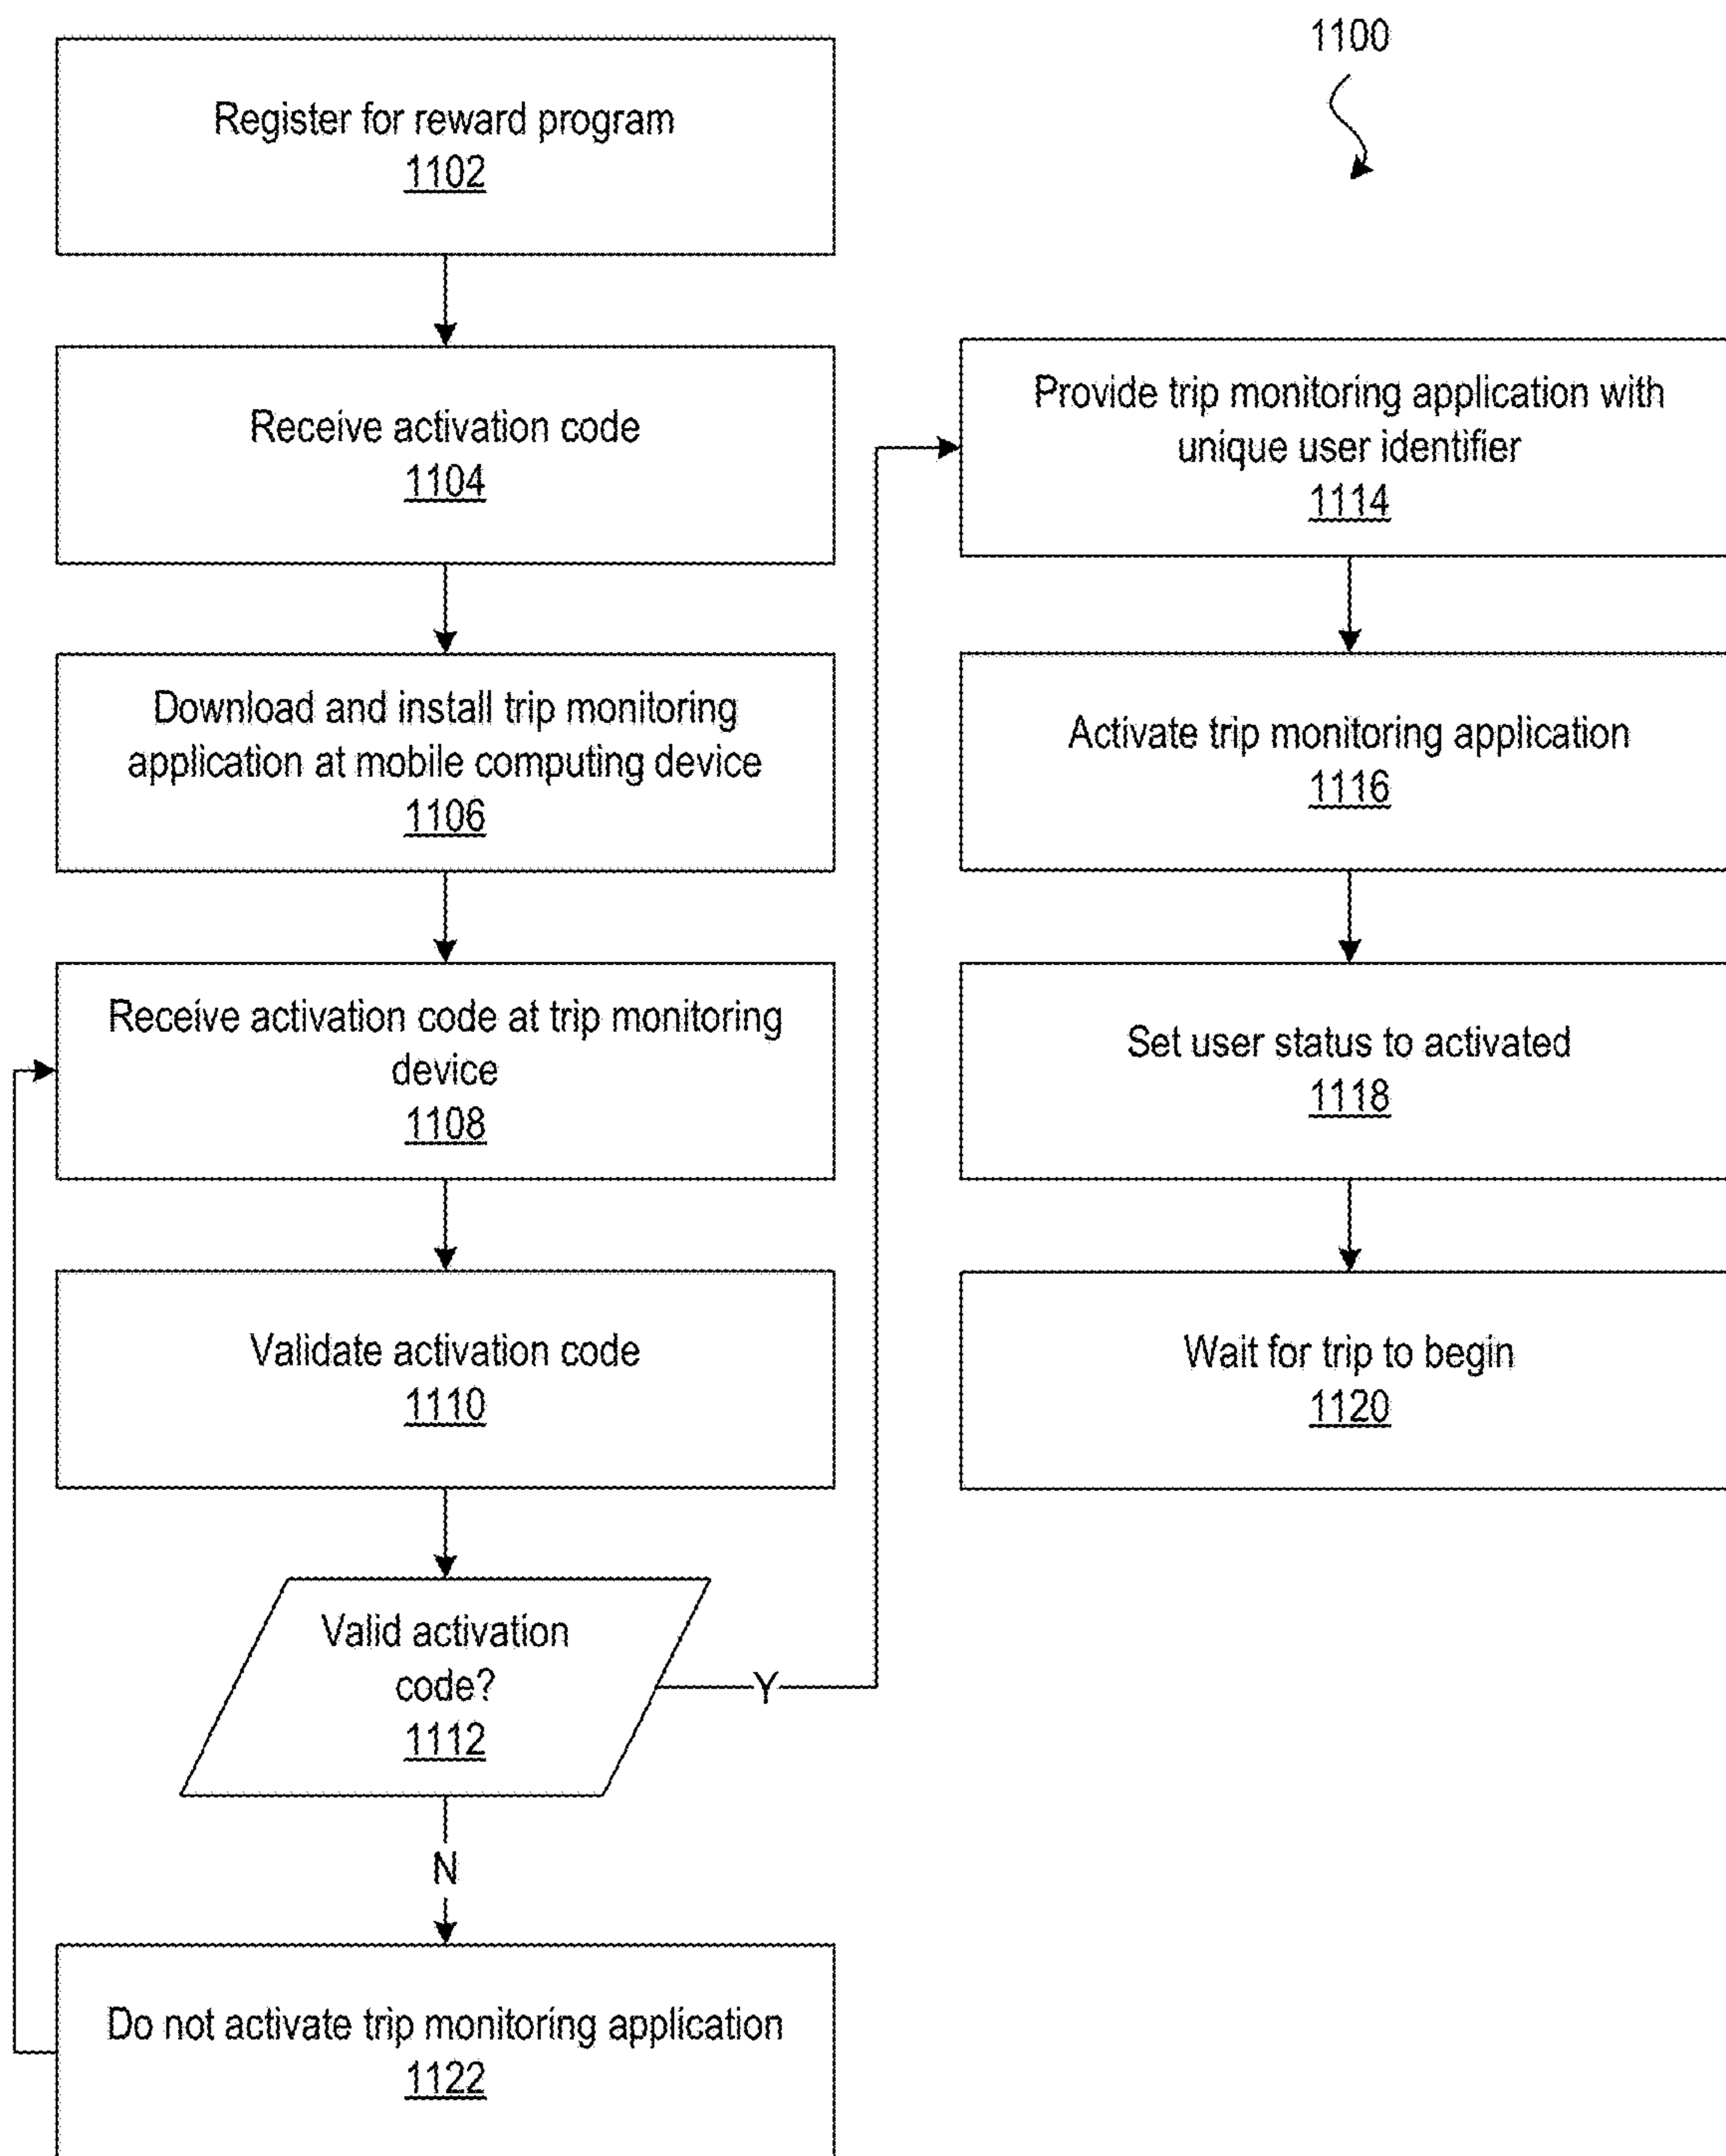 1100
Register for reward program
1102
Receive activation code
1104
Download and install trip monitoring
application at mobile computing device
1106
Receive activation code at trip monitoring
device
1108
Validate activation code
1110
Valid activation
code?
1112
Y
N
Do not activate trip monitoring application
1122
Provide trip monitoring application with
unique user identifier
1114
Activate trip monitoring application
1116
Set user status to activated
1118
Wait for trip to begin
1120